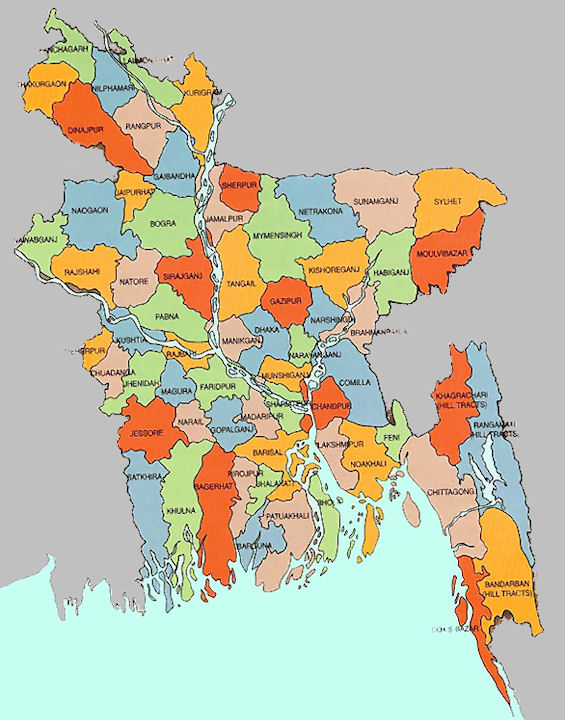 PANCHAGARH
THAKURGAON
NILPHAMARI
KURIGRAM
DINAJPUR
RANGPUR
GAIBANDHA
JAIPURHAT
SHERPUR
NAOGAON
BOGRA
JAMALPUR
NETRAKONA
SUNAMGANJ
SYLHET
MYMENSINGH
NAWABGANJ
RAJSHAHI
NATORE
SIRAJGANJ
TANGAIL
KISHOREGANJ
HABIGANJ
MOULVIBAZAR
GAZIPUR
PABNA
NARSHINGDI
DHAKA
MANIKGANJ
KUSHTIA
RAJBARI
NARAYANGANJ
CHUADANGA
JHENIDAH
MAGURA
FARIDPUR
MUNSHIGANJ
COMILLA
CHANDPUR
MADARIPUR
JESSORE
NARAIL
GOPALGANJ
KHAGRACHARI
(HILL TRACTS)
RANGAMATI
(HILL TRACTS)
LAKSHMIPUR
FENI
NOAKHALI
BARISAL
SATKHIRA
KHULNA
BAGERHAT
PIROJPUR
JHALAKATI
PATUAKHALI
BARGUNA
CHITTAGONG
BANDARBAN
(HILL TRACTS)
COX'S BAZAR